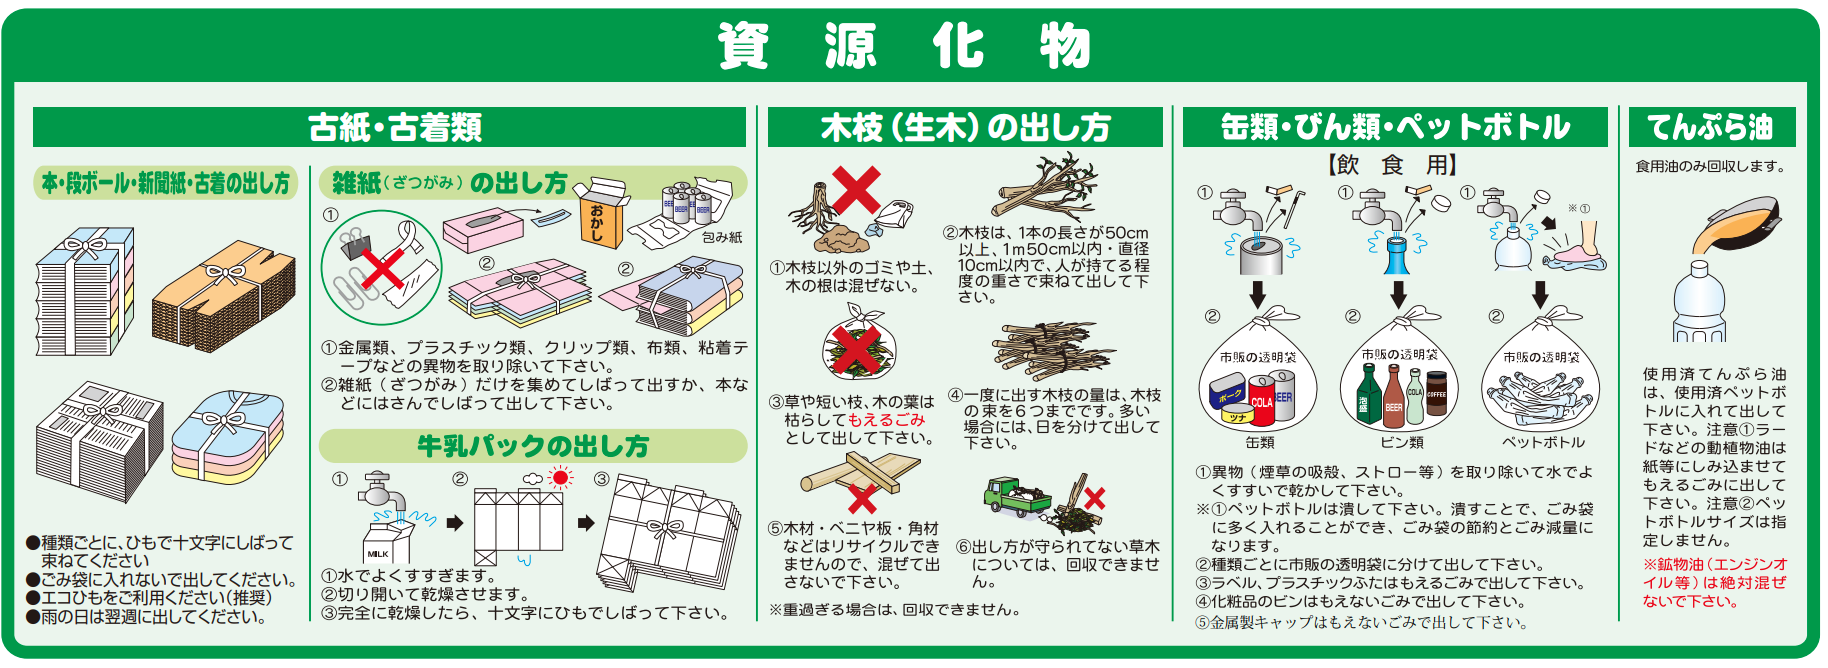 資源化物
古紙・古着類
本・段ボール・新聞紙・古着の出し方
●種類ごとに、ひもで十文字にしばって
束ねてください
●ごみ袋に入れないで出してください。
●エコひもをご利用ください(推奨)
●雨の日は翌週に出してください。
雑紙(ざつがみ)の出し方
①
おかし
BEER
BEER
BEER
包み紙
②
②
①金属類、プラスチック類、クリップ類、布類、粘着テ
ープなどの異物を取り除いて下さい。
②雑紙(ざつがみ)だけを集めてしばって出すか、本な
どにはさんでしばって出して下さい。
牛乳パックの出し方
①
MILK
②
③
①水でよくすすぎます。
②切り開いて乾燥させます。
③完全に乾燥したら、十文字にひもでしばって下さい。
木枝(生木)の出し方
①木枝以外のゴミや土、
木の根は混ぜない。
②木枝は、1本の長さが50cm
以上、1m50cm以内・直径
10cm以内で、人が持てる程
度の重さで束ねて出して下
さい。
③草や短い枝、木の葉は
枯らしてもえるごみ
として出して下さい。
④一度に出す木枝の量は、木枝
の束を6つまでです。多い
場合には、日を分けて出して
下さい。
⑤木材・ベニヤ板・角材
などはリサイクルでき
ませんので、混ぜて出
さないで下さい。
⑥出し方が守られてない草木
については、回収できませ
ん。
※重過ぎる場合は、回収できません。
缶類・びん類・ペットボトル
【飲食用】
①
①
①
※①
②
市販の透明袋
ポーク
ツナ
COLA
BEER
缶類
②
市販の透明袋
泡盛
BEER
COLA
COFFEE
ビン類
②
市販の透明袋
ペットボトル
①異物(煙草の吸殻、ストロー等)を取り除いて水でよ
くすすいで乾かして下さい。
※①ペットボトルは潰して下さい。潰すことで、ごみ袋
に多く入れることができ、ごみ袋の節約とごみ減量に
なります。
②種類ごとに市販の透明袋に分けて出して下さい。
③ラベル、プラスチックふたはもえるごみで出して下さい。
④化粧品のビンはもえないごみで出して下さい。
⑤金属製キャップはもえないごみで出して下さい。
てんぷら油
食用油のみ回収します。
使用済てんぷら油
は、使用済ペットボ
トルに入れて出して
下さい。注意①ラー
ドなどの動植物油は
紙等にしみ込ませて
もえるごみに出して
下さい。注意②ペッ
トボトルサイズは指
定しません。
※鉱物油(エンジンオ
イル等)は絶対混ぜ
ないで下さい。